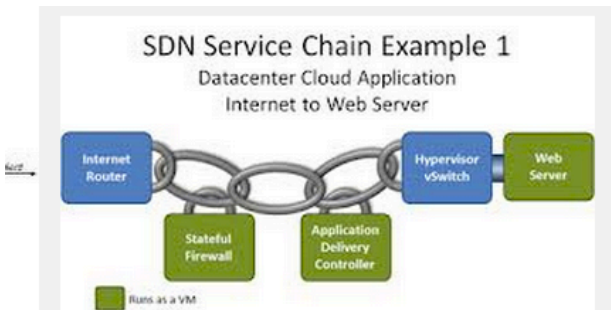 SDN Service Chain Example 1
Datacenter Cloud Application
Internet to Web Server
Internet
Router
Hypervisor
vSwitch
Web
Server
Stateful
Firewall
Application
Delivery
Controller
Runs as a VM